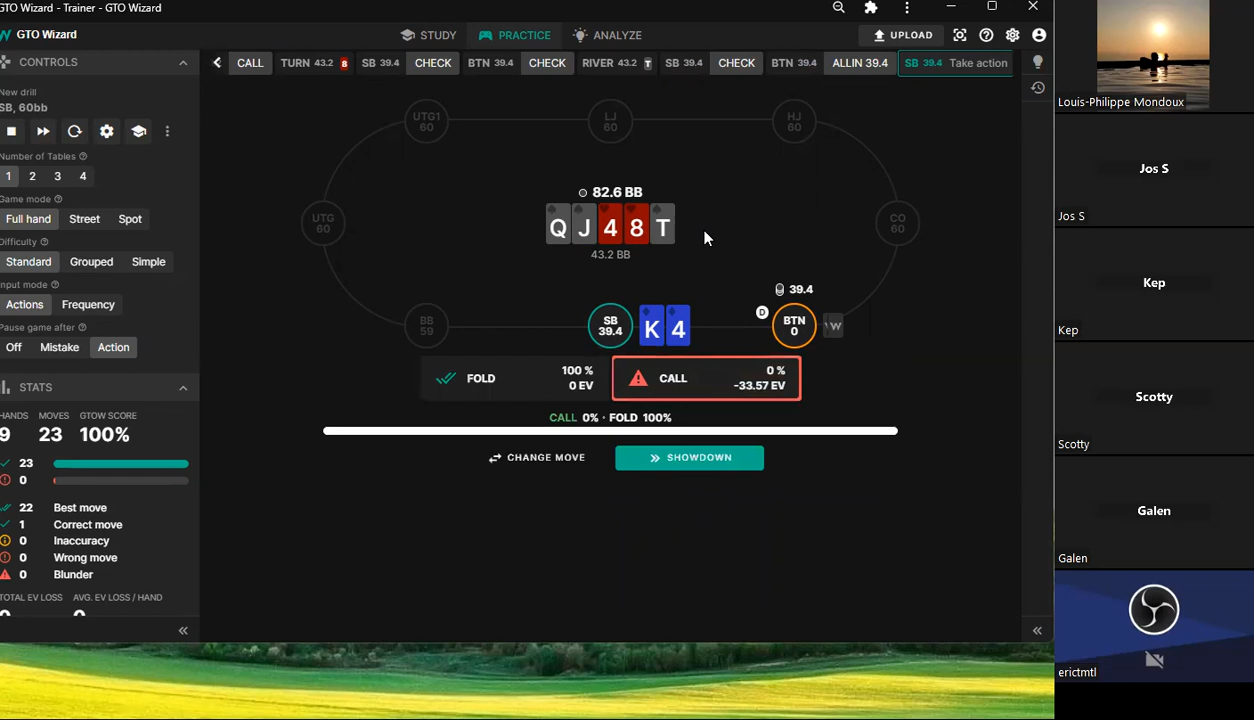 GTO Wizard - Trainer - GTO Wizard
GTO Wizard
STUDY
PRACTICE
ANALYZE
UPLOAD
CONTROLS
CALL
TURN 43.2 8
SB 39.4
CHECK
BTN 39.4
CHECK
RIVER 43.2 T
SB 39.4
CHECK
BTN 39.4
ALLIN 39.4
SB 39.4 Take action
New drill
SB, 60bb
Number of Tables
1 2 3 4
Game mode
Full hand Street Spot
Difficulty
Standard Grouped Simple
Input mode
Actions Frequency
Pause game after
Off Mistake Action
STATS
HANDS MOVES GTOW SCORE
9 23 100%
23
0
22 Best move
1 Correct move
0 Inaccuracy
0 Wrong move
0 Blunder
TOTAL EV LOSS AVG. EV LOSS / HAND
UTG1
60
LJ
60
HJ
60
UTG
60
CO
60
82.6 BB
Q J 4 8 T
43.2 BB
39.4
BB
59
SB
39.4
K 4
D
BTN
0
W
FOLD 100 %
0 EV
CALL 0 %
-33.57 EV
CALL 0% · FOLD 100%
CHANGE MOVE
SHOWDOWN
Louis-Philippe Mondoux
Jos S
Jos S
Kep
Kep
Scotty
Scotty
Galen
Galen
erictmtl